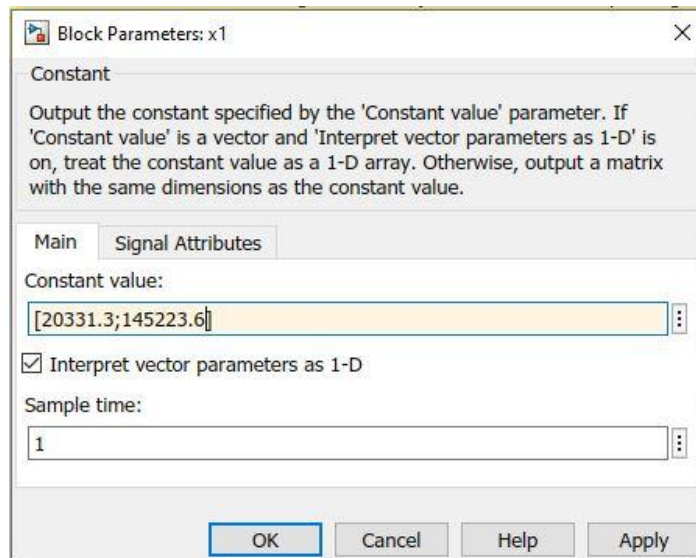 Block Parameters: x1
Constant
Output the constant specified by the 'Constant value' parameter. If
'Constant value' is a vector and 'Interpret vector parameters as 1-D' is
on, treat the constant value as a 1-D array. Otherwise, output a matrix
with the same dimensions as the constant value.
Main Signal Attributes
Constant value:
[20331.3;145223.6]
Interpret vector parameters as 1-D
Sample time:
1
OK Cancel Help Apply